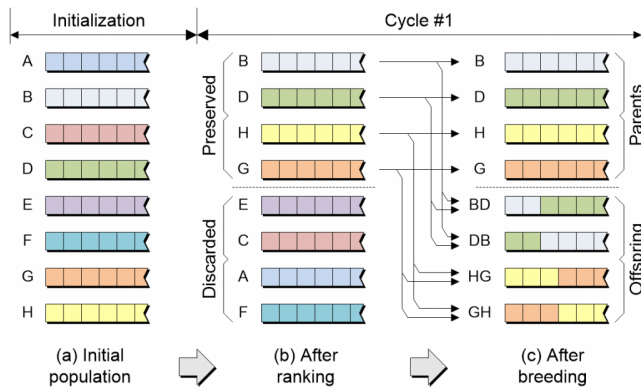 Initialization
Cycle #1
A
B
C
D
E
F
G
H
(a) Initial
population
Preserved
Discarded
B
D
H
G
E
C
A
F
(b) After
ranking
B
D
H
G
BD
DB
HG
GH
Parents
Offspring
(c) After
breeding